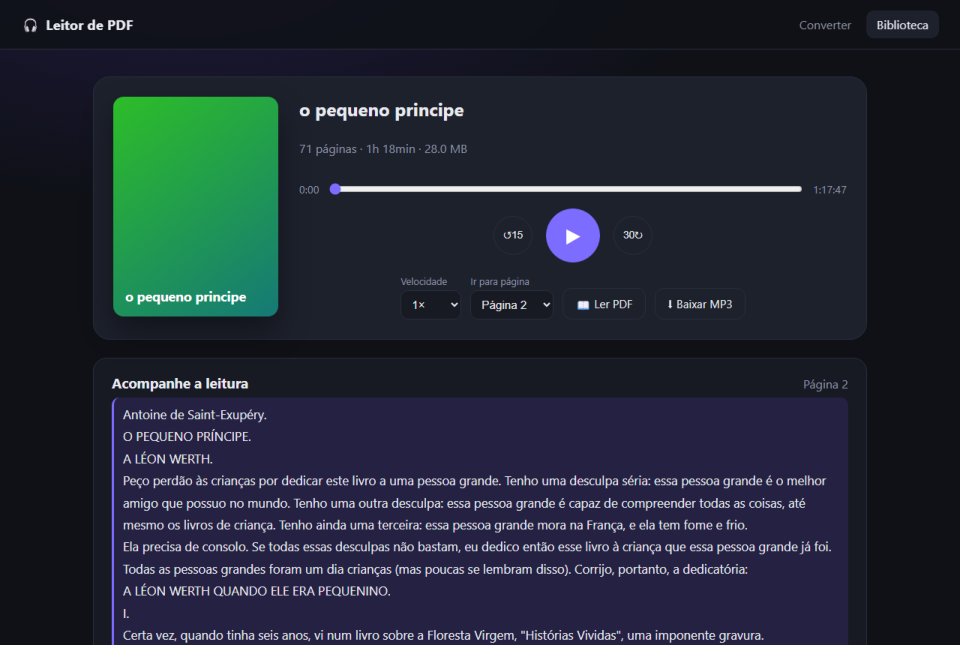 Leitor de PDF
Converter
Biblioteca
o pequeno principe
o pequeno principe
71 páginas · 1h 18min · 28.0 MB
0:00
1:17:47
↺15
30↻
Velocidade
Ir para página
1×
Página 2
Ler PDF
⬇ Baixar MP3
Acompanhe a leitura
Página 2
Antoine de Saint-Exupéry.
O PEQUENO PRÍNCIPE.
A LÉON WERTH.
Peço perdão às crianças por dedicar este livro a uma pessoa grande. Tenho uma desculpa séria: essa pessoa grande é o melhor
amigo que possuo no mundo. Tenho uma outra desculpa: essa pessoa grande é capaz de compreender todas as coisas, até
mesmo os livros de criança. Tenho ainda uma terceira: essa pessoa grande mora na França, e ela tem fome e frio.
Ela precisa de consolo. Se todas essas desculpas não bastam, eu dedico então esse livro à criança que essa pessoa grande já foi.
Todas as pessoas grandes foram um dia crianças (mas poucas se lembram disso). Corrijo, portanto, a dedicatória:
A LÉON WERTH QUANDO ELE ERA PEQUENINO.
I.
Certa vez, quando tinha seis anos, vi num livro sobre a Floresta Virgem, "Histórias Vividas", uma imponente gravura.